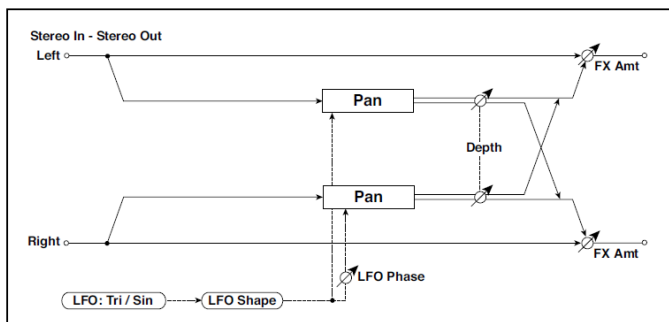 Stereo In - Stereo Out
Left
FX Amt
Pan
Depth
Pan
Right
FX Amt
LFO Phase
LFO: Tri / Sin
LFO Shape